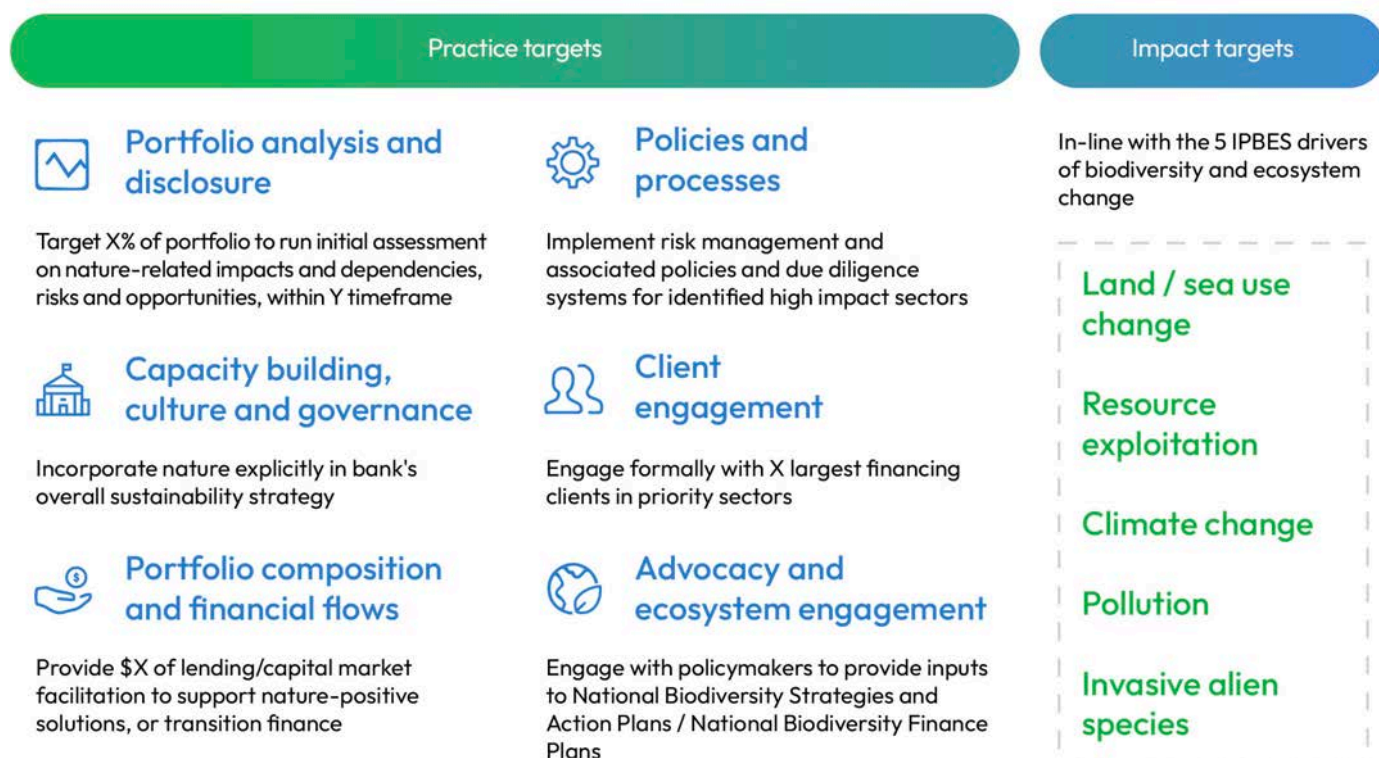 Practice targets
Impact targets
Portfolio analysis and
disclosure
Target X% of portfolio to run initial assessment
on nature-related impacts and dependencies,
risks and opportunities, within Y timeframe
Policies and
processes
Implement risk management and
associated policies and due diligence
systems for identified high impact sectors
Capacity building,
culture and governance
Incorporate nature explicitly in bank's
overall sustainability strategy
Client
engagement
Engage formally with X largest financing
clients in priority sectors
Portfolio composition
and financial flows
Provide $X of lending/capital market
facilitation to support nature-positive
solutions, or transition finance
Advocacy and
ecosystem engagement
Engage with policymakers to provide inputs
to National Biodiversity Strategies and
Action Plans / National Biodiversity Finance
Plans
In-line with the 5 IPBES drivers
of biodiversity and ecosystem
change
Land / sea use
change
Resource
exploitation
Climate change
Pollution
Invasive alien
species